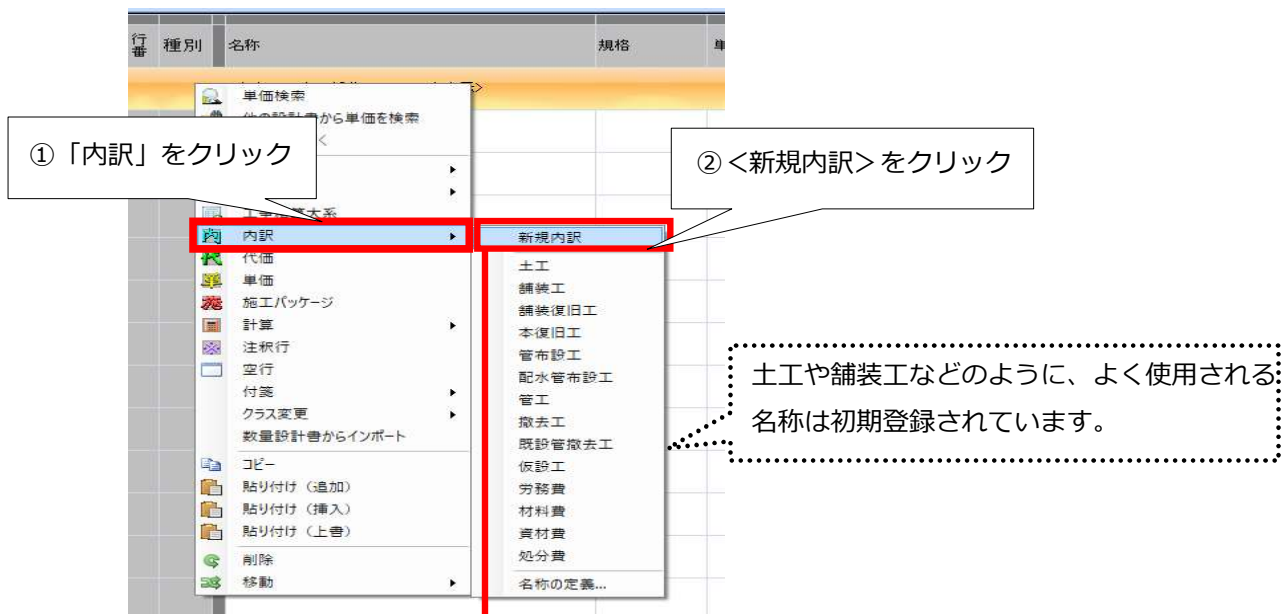 行番 種別 名称 規格
単価検索
から単価を検索
①「内訳」をクリック
②＜新規内訳＞をクリック
内訳
代価
単価
施工パッケージ
計算
注釈行
空行
付箋
クラス変更
数量設計書からインポート
コピー
貼り付け（追加）
貼り付け（挿入）
貼り付け（上書）
削除
移動
新規内訳
土工
舗装工
舗装復旧工
本復旧工
管布設工
配水管布設工
管工
撤去工
既設管撤去工
仮設工
労務費
材料費
資材費
処分費
名称の定義...
土工や舗装工などのように、よく使用される
名称は初期登録されています。